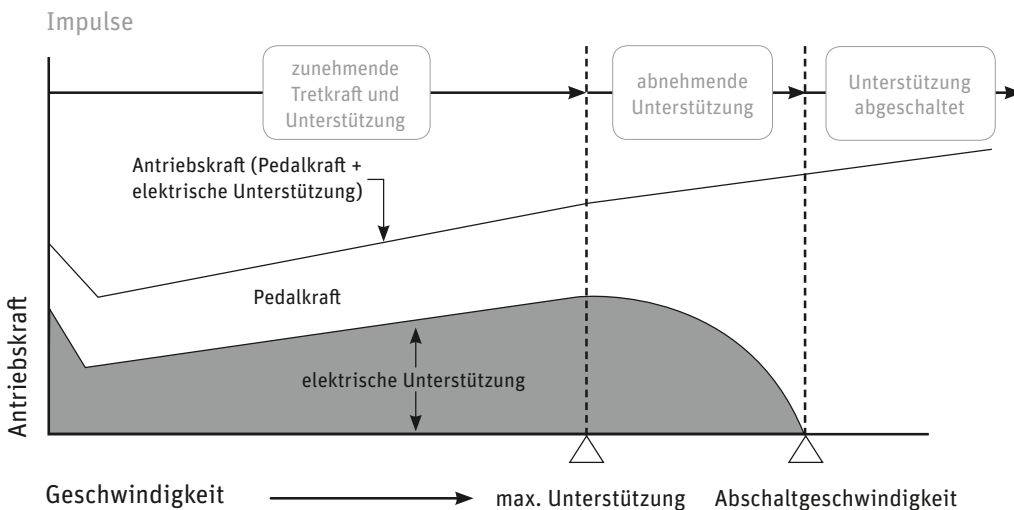 Impulse
zunehmende
Tretkraft und
Unterstützung
abnehmende
Unterstützung
Unterstützung
abgeschaltet
Antriebskraft (Pedalkraft +
elektrische Unterstützung)
Pedalkraft
elektrische Unterstützung
Antriebskraft
Geschwindigkeit
max. Unterstützung
Abschaltgeschwindigkeit